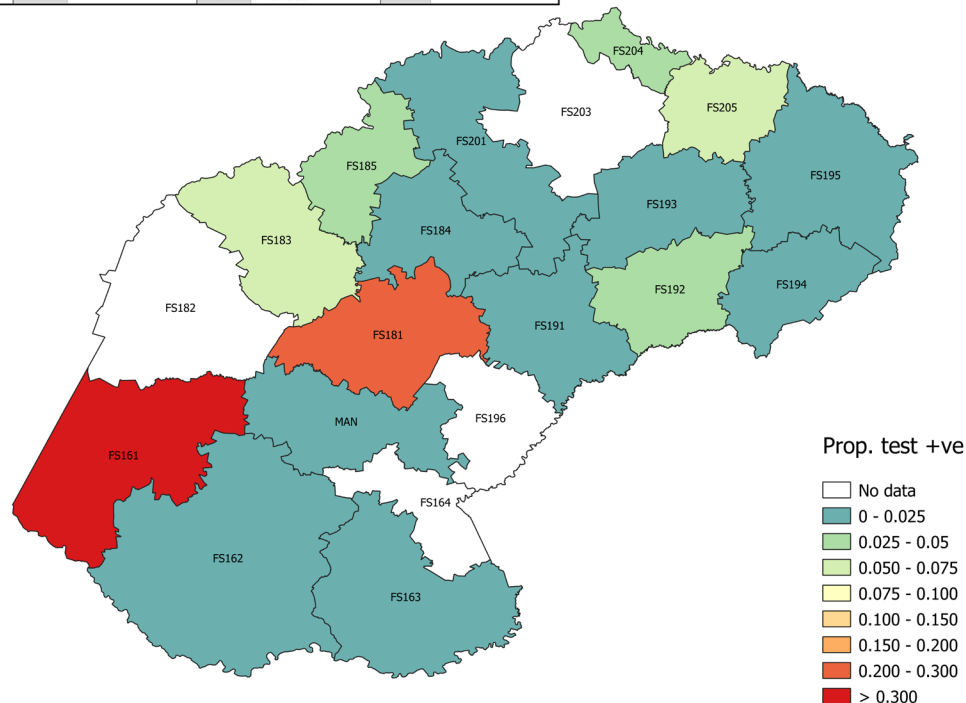 FS204
FS205
FS203
FS201
FS185
FS195
FS193
FS184
FS183
FS194
FS192
FS182
FS191
FS181
FS196
MAN
FS161
FS164
FS162
FS163
Prop. test +ve
No data
0 - 0.025
0.025 - 0.05
0.050 - 0.075
0.075 - 0.100
0.100 - 0.150
0.150 - 0.200
0.200 - 0.300
> 0.300